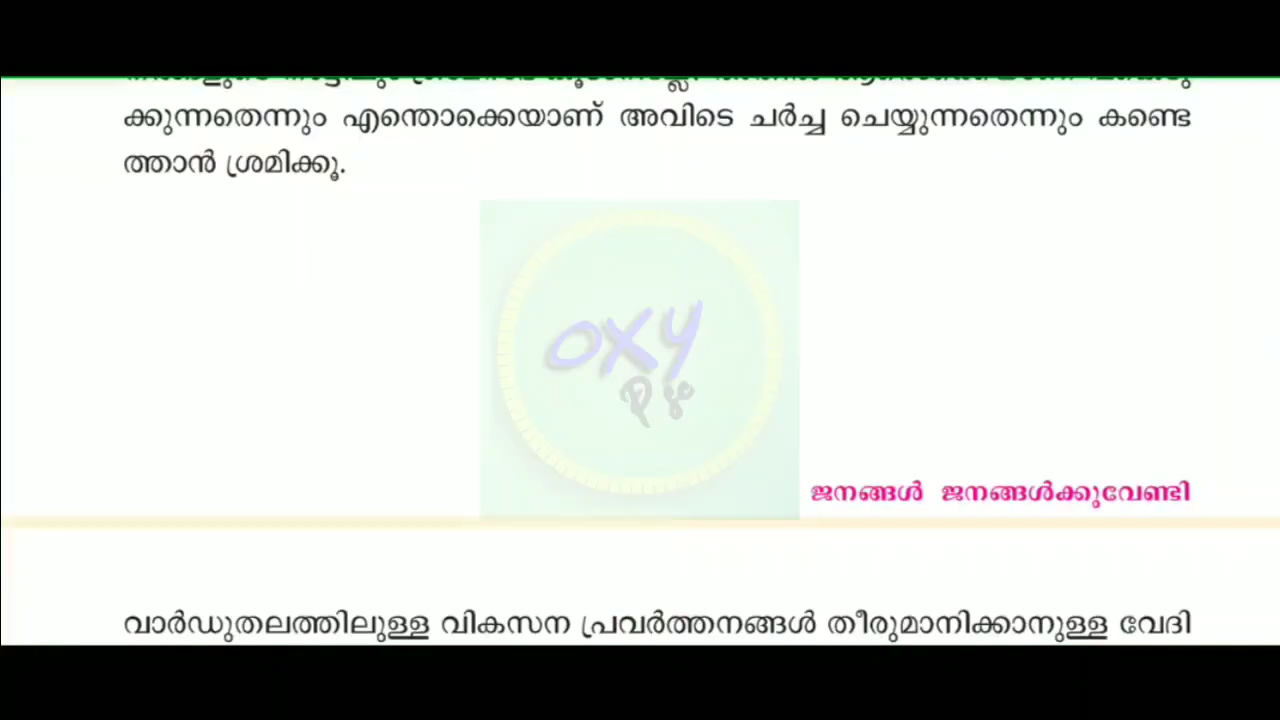 ക്കുന്നതെന്നും എന്തൊക്കെയാണ് അവിടെ ചർച്ച ചെയ്യുന്നതെന്നും കണ്ടെ
ത്താൻ ശ്രമിക്കൂ.
oxy
ജനങ്ങൾ ജനങ്ങൾക്കുവേണ്ടി
വാർഡുതലത്തിലുള്ള വികസന പ്രവർത്തനങ്ങൾ തീരുമാനിക്കാനുള്ള വേദി